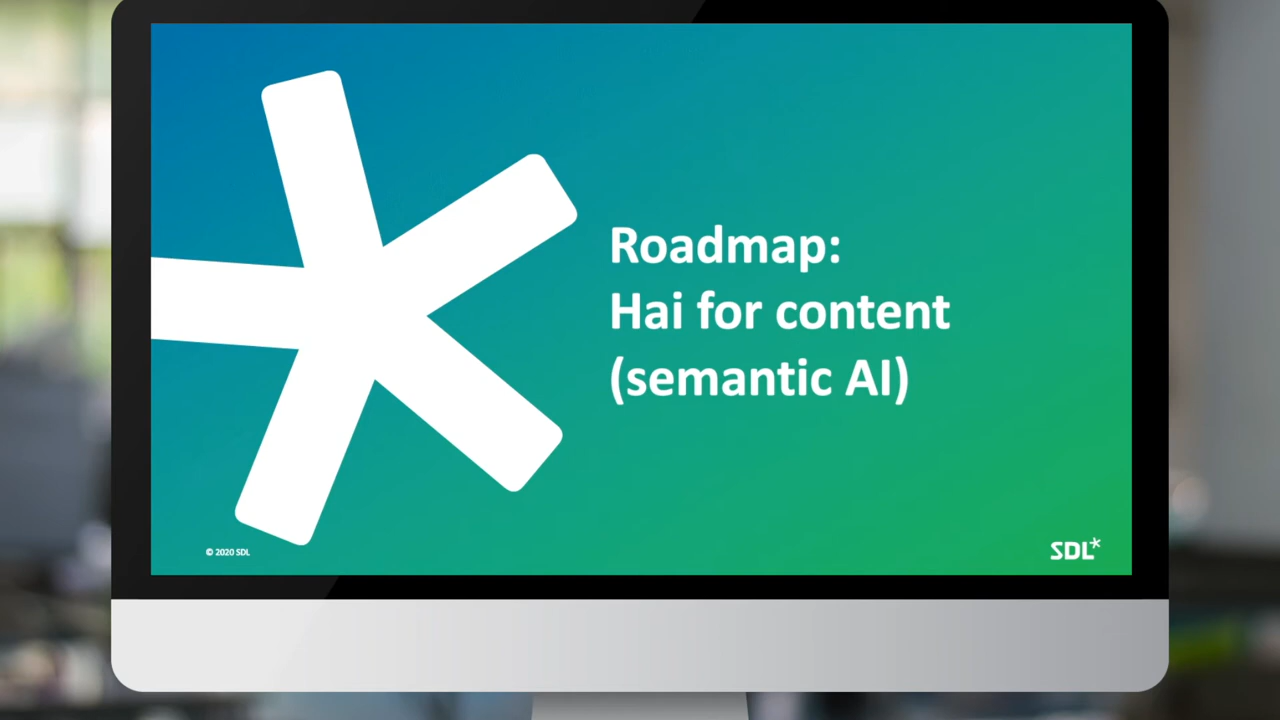 Roadmap:
Hai for content
(semantic AI)
© 2020 SDL
SDL*